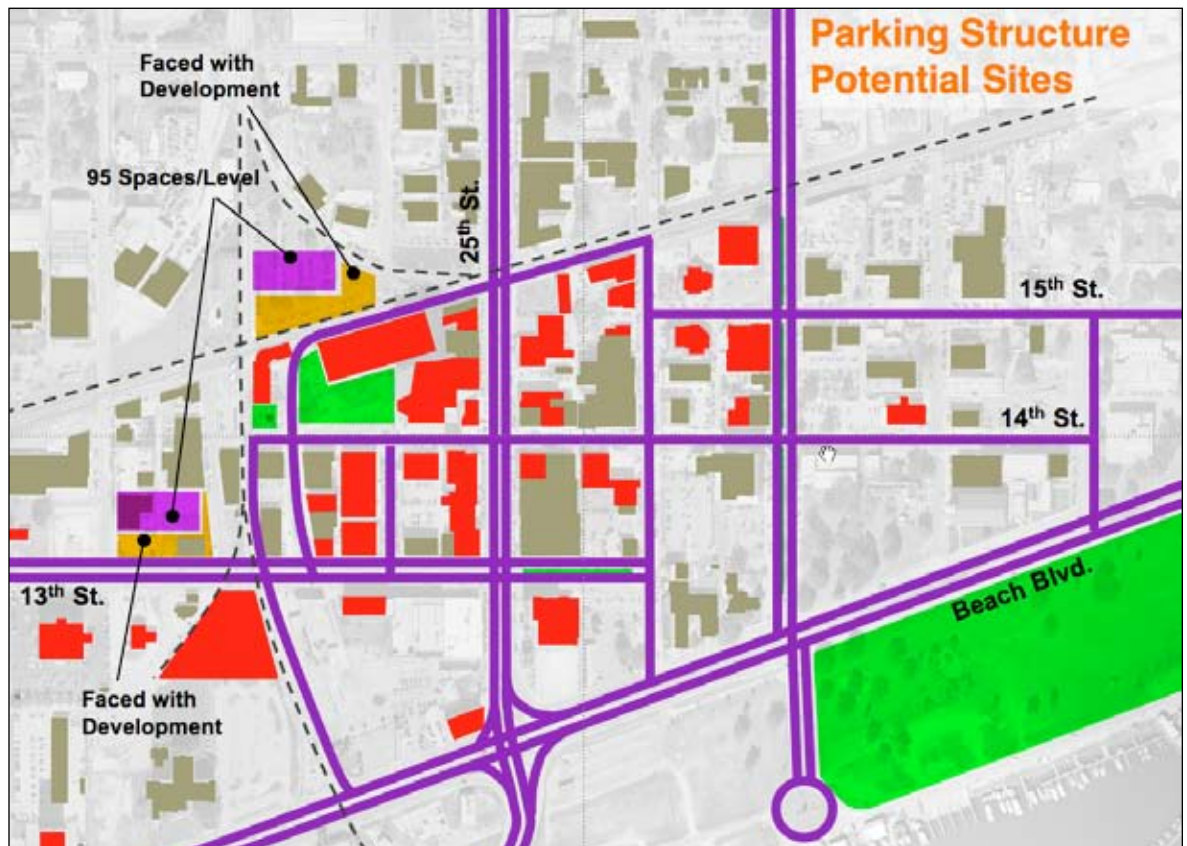 Parking Structure
Potential Sites
Faced with
Development
95 Spaces/Level
25th St.
15th St.
14th St.
13th St.
Beach Blvd.
Faced with
Development